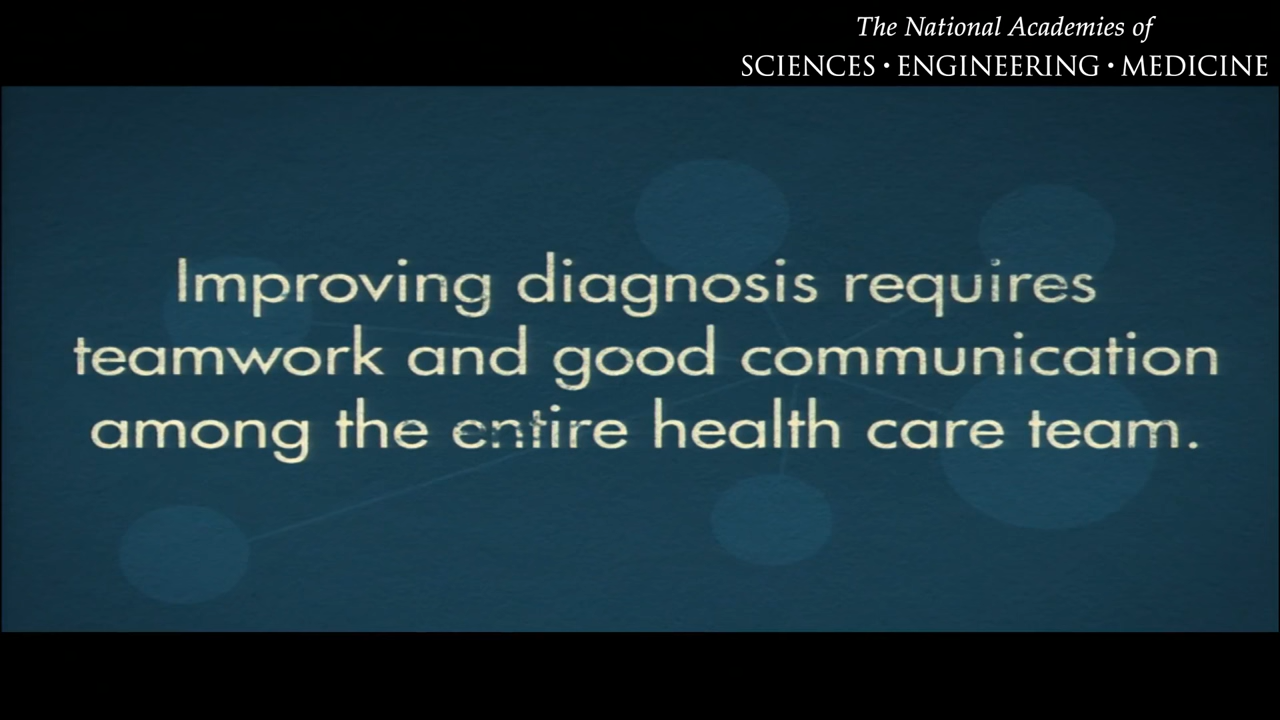 The National Academies of
SCIENCES • ENGINEERING • MEDICINE
Improving diagnosis requires
teamwork and good communication
among the entire health care team.